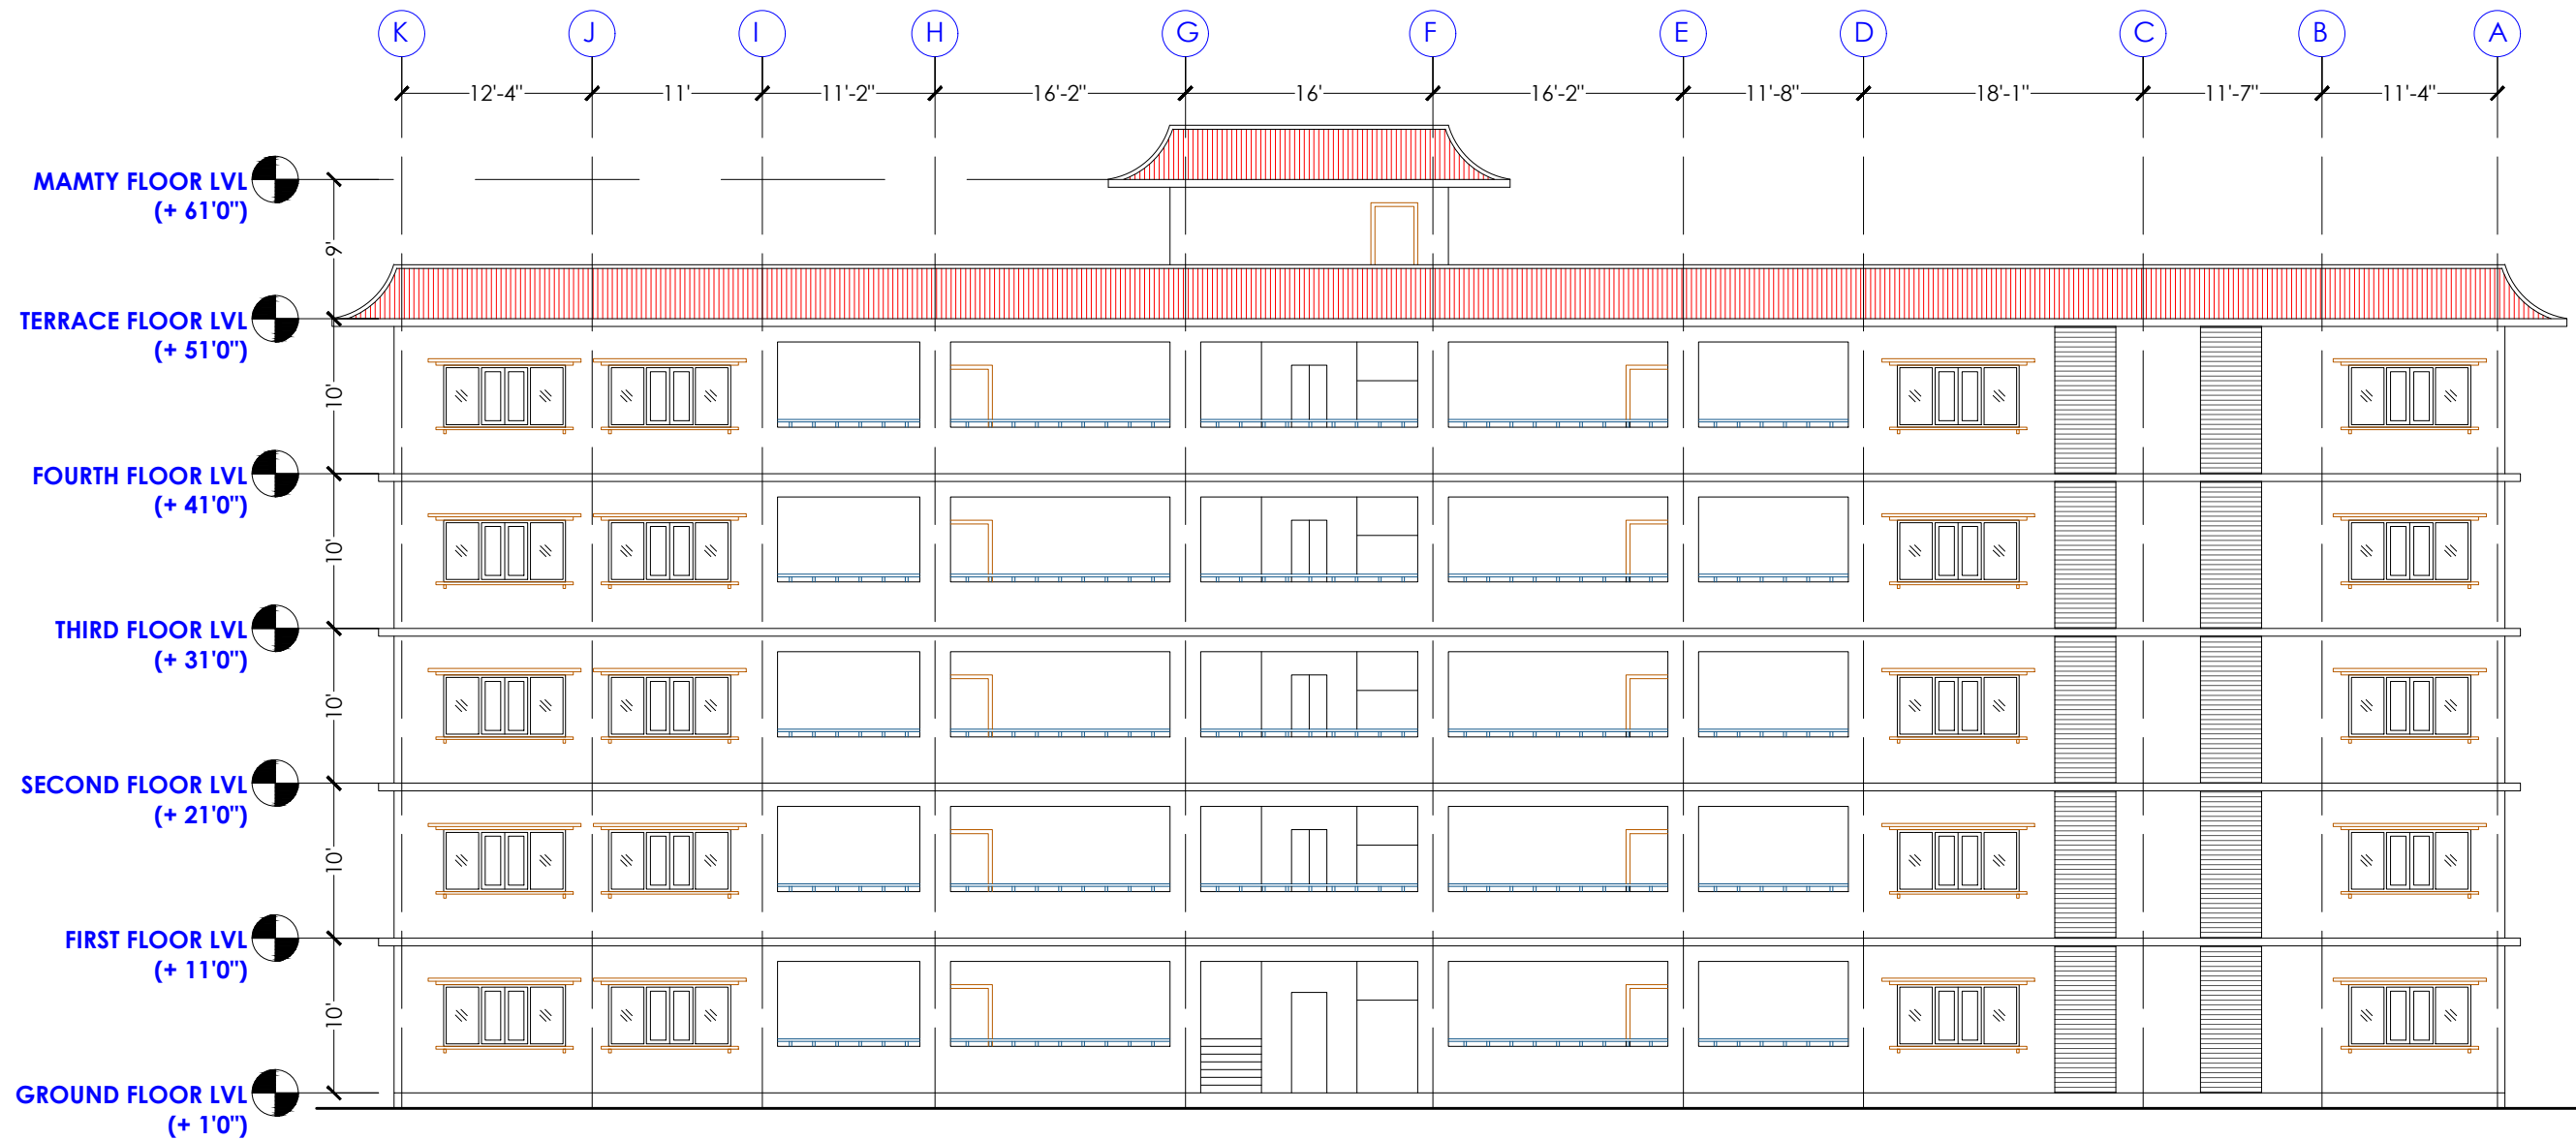 K J I H G F E D C B A
12'-4" 11' 11'-2" 16'-2" 16' 16'-2" 11'-8" 18'-1" 11'-7" 11'-4"
MAMTY FLOOR LVL
(+ 61'0")
9'
TERRACE FLOOR LVL
(+ 51'0")
10'
FOURTH FLOOR LVL
(+ 41'0")
10'
THIRD FLOOR LVL
(+ 31'0")
10'
SECOND FLOOR LVL
(+ 21'0")
10'
FIRST FLOOR LVL
(+ 11'0")
10'
GROUND FLOOR LVL
(+ 1'0")